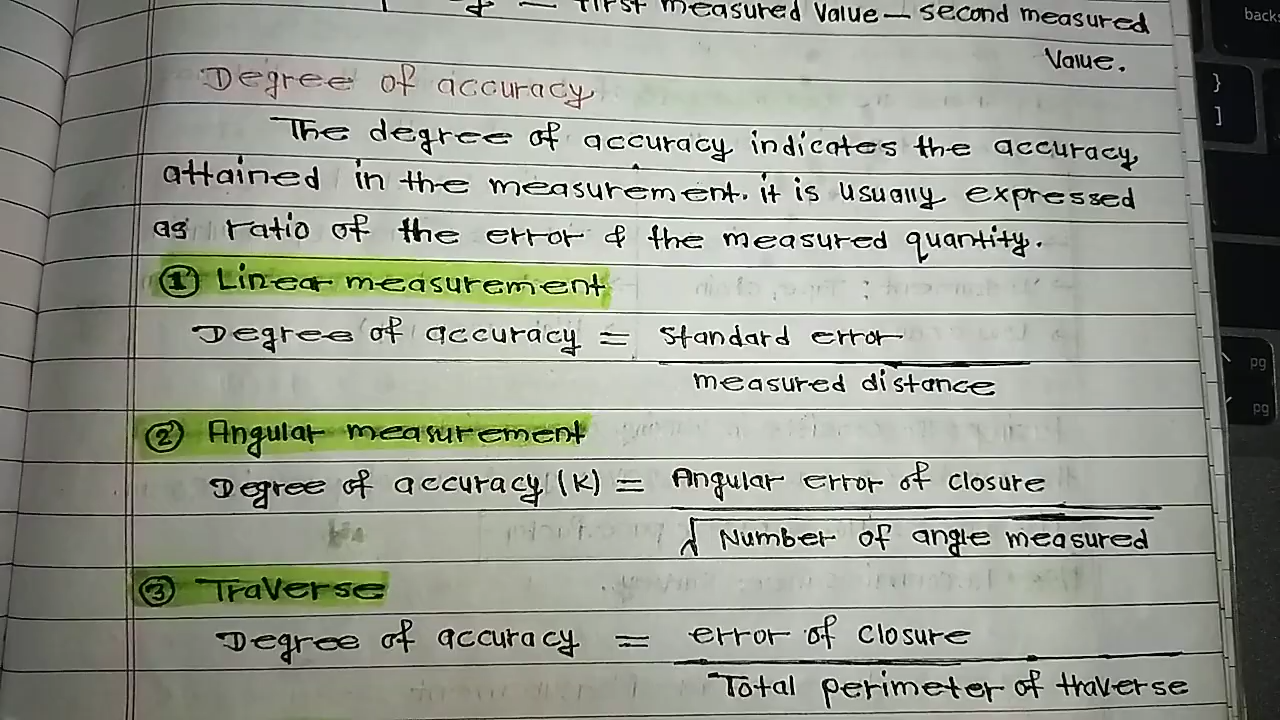 — first measured value — second measured
value.
Degree of accuracy
The degree of accuracy indicates the accuracy
attained in the measurement. it is usually expressed
as ratio of the error & the measured quantity.
① Linear measurement
Degree of accuracy = standard error
measured distance
② Angular measurement
Degree of accuracy (K) = Angular error of closure
√ Number of angle measured
③ Traverse
Degree of accuracy = error of closure
Total perimeter of traverse
back
}
]
pg
pg